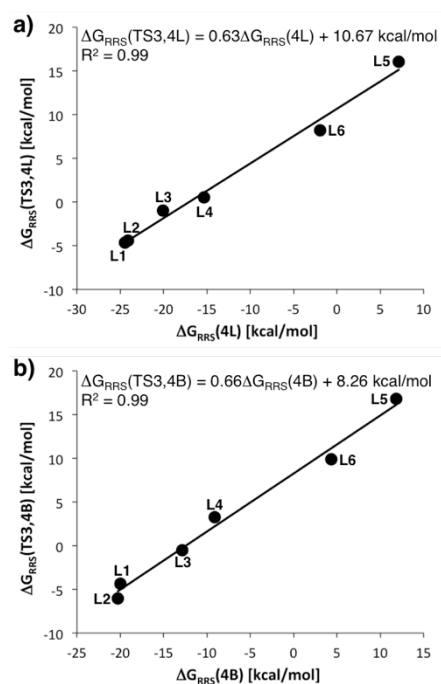 a)
ΔG_RRS(TS3,4L) = 0.63ΔG_RRS(4L) + 10.67 kcal/mol
R² = 0.99
ΔG_RRS(TS3,4L) [kcal/mol]
20
15
10
5
0
-5
-10
L5
L6
L3
L4
L2
L1
-30 -25 -20 -15 -10 -5 0 5 10
ΔG_RRS(4L) [kcal/mol]
b)
ΔG_RRS(TS3,4B) = 0.66ΔG_RRS(4B) + 8.26 kcal/mol
R² = 0.99
ΔG_RRS(TS3,4B) [kcal/mol]
20
15
10
5
0
-5
-10
L5
L6
L4
L3
L1
L2
-25 -20 -15 -10 -5 0 5 10 15
ΔG_RRS(4B) [kcal/mol]